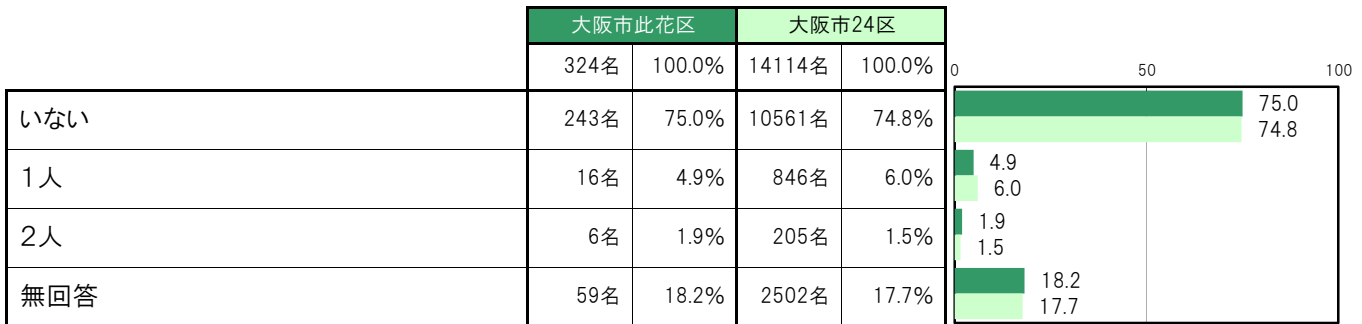 大阪市此花区 大阪市24区
324名 100.0% 14114名 100.0%
0 50 100
いない 243名 75.0% 10561名 74.8%
75.0
74.8
1人 16名 4.9% 846名 6.0%
4.9
6.0
2人 6名 1.9% 205名 1.5%
1.9
1.5
無回答 59名 18.2% 2502名 17.7%
18.2
17.7